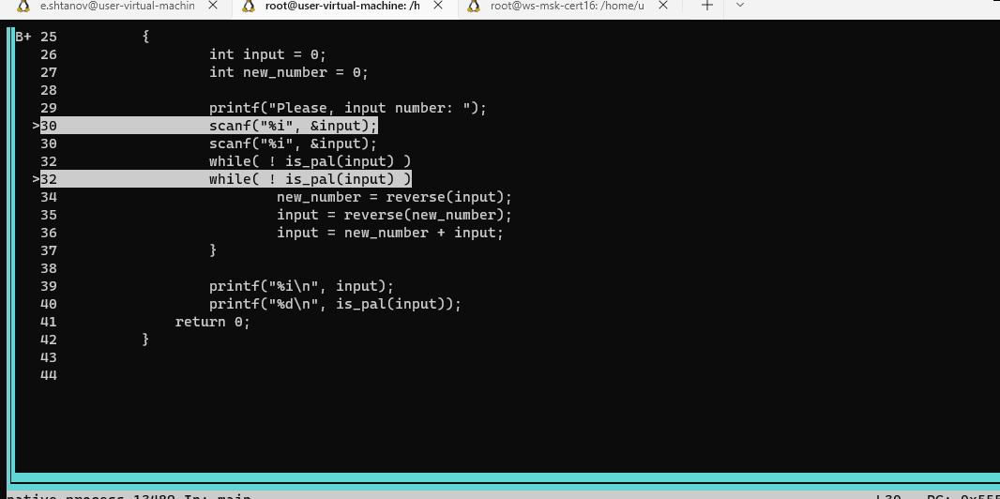 e.shtanov@user-virtual-machin
root@user-virtual-machine: /h
root@ws-msk-cert16: /home/u
B+ 25 {
26 int input = 0;
27 int new_number = 0;
28
29 printf("Please, input number: ");
>30 scanf("%i", &input);
30 scanf("%i", &input);
32 while( ! is_pal(input) )
>32 while( ! is_pal(input) )
34 new_number = reverse(input);
35 input = reverse(new_number);
36 input = new_number + input;
37 }
38
39 printf("%i\n", input);
40 printf("%d\n", is_pal(input));
41 return 0;
42 }
43
44
native process 13489 In: main L30 PC: 0x555